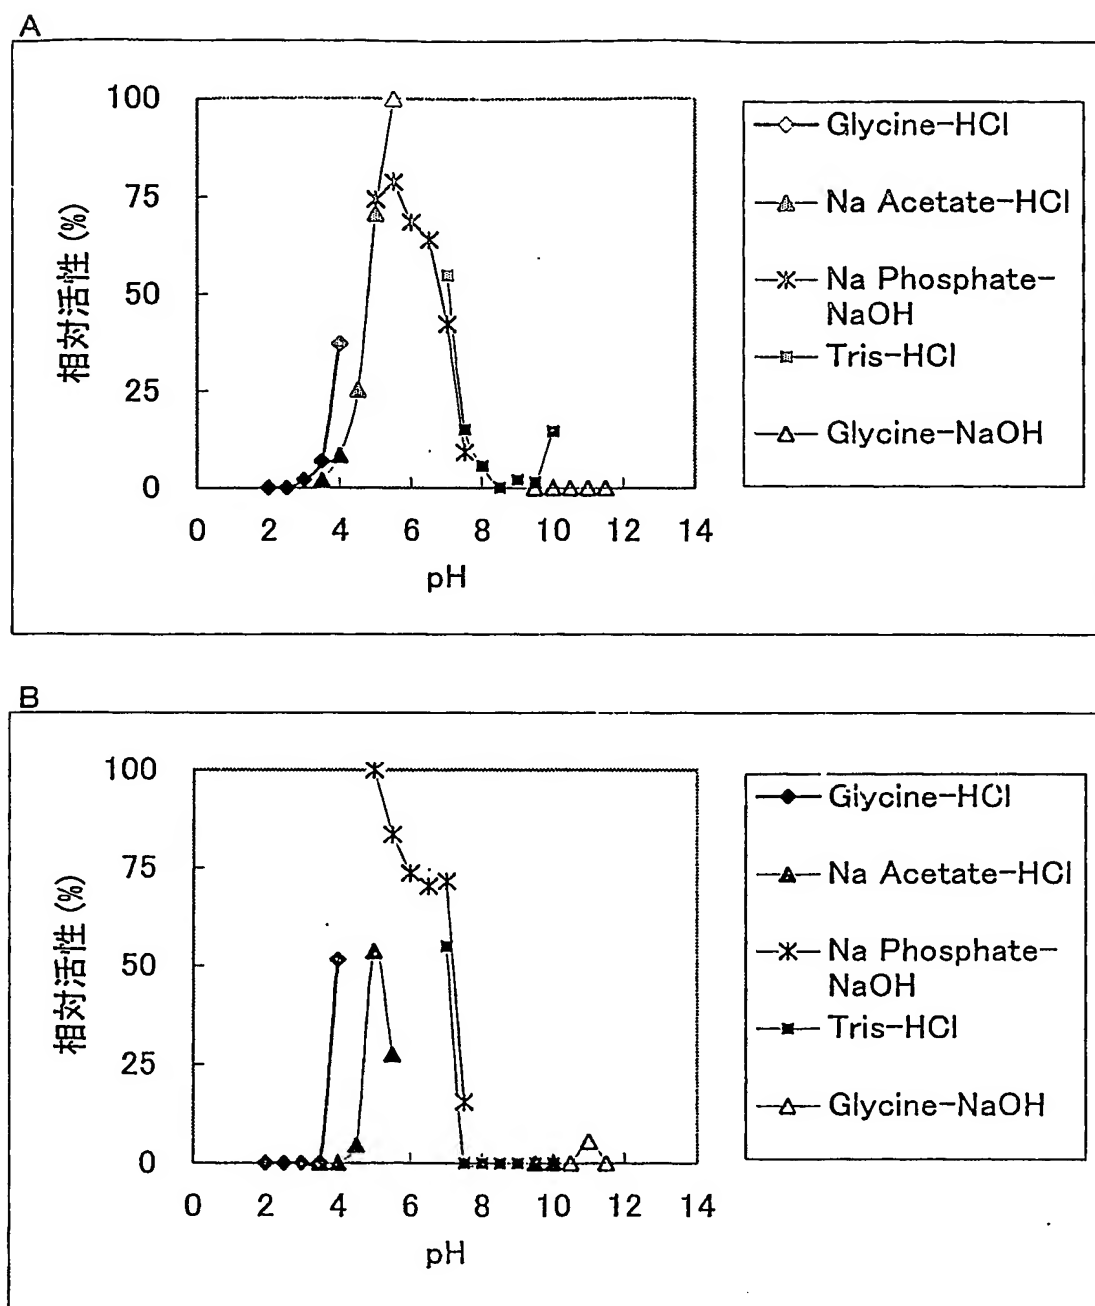 A
100
75
50
25
0
相対活性(%)
0 2 4 6 8 10 12 14
pH
Glycine-HCl
Na Acetate-HCl
Na Phosphate-
NaOH
Tris-HCl
Glycine-NaOH
B
100
75
50
25
0
相対活性(%)
0 2 4 6 8 10 12 14
pH
Glycine-HCl
Na Acetate-HCl
Na Phosphate-
NaOH
Tris-HCl
Glycine-NaOH